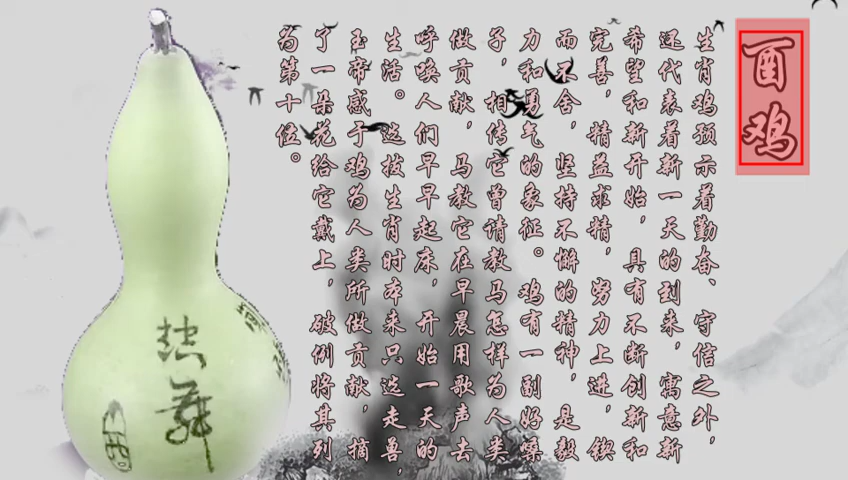 酉鸡
生肖鸡预示着勤奋、守信之外,
还代表着新一天的到来,寓意新
希望和新开始,具有不断创新和
完善,精益求精,努力上进,锲
而不舍,坚持不懈的精神,是毅
力和勇气的象征。鸡有一副好嗓
子,相传它曾请教马怎样为人类
做贡献,马教它在早晨用歌声去
呼唤人们早早起床,开始一天的
生活。选拔生肖时本来只选走兽,
玉帝感于鸡为人类所做贡献,摘
了一朵花给它戴上,破例将其列
为第十位。